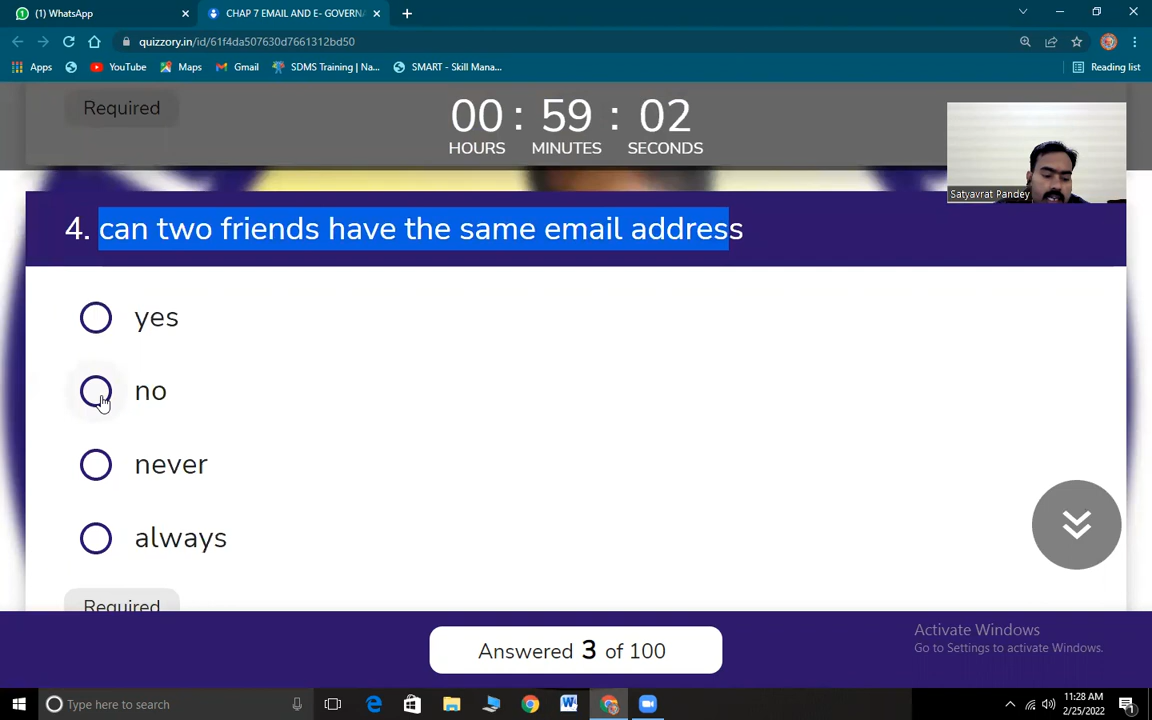 (1) WhatsApp
CHAP 7 EMAIL AND E- GOVERNA
quizzory.in/id/61f4da507630d7661312bd50
Apps
YouTube
Maps
Gmail
SDMS Training | Na...
SMART - Skill Mana...
Reading list
Required
00 : 59 : 02
HOURS MINUTES SECONDS
Satyavrat Pandey
4. can two friends have the same email address
yes
no
never
always
Required
Activate Windows
Go to Settings to activate Windows.
Answered 3 of 100
Type here to search
11:28 AM
2/25/2022